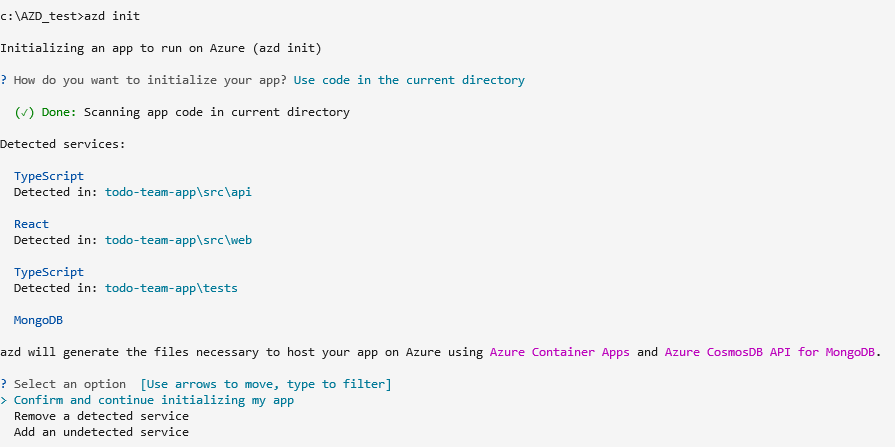 c:\AZD_test>azd init
Initializing an app to run on Azure (azd init)
? How do you want to initialize your app? Use code in the current directory
(✓) Done: Scanning app code in current directory
Detected services:
TypeScript
Detected in: todo-team-app\src\api
React
Detected in: todo-team-app\src\web
TypeScript
Detected in: todo-team-app\tests
MongoDB
azd will generate the files necessary to host your app on Azure using Azure Container Apps and Azure CosmosDB API for MongoDB.
? Select an option  [Use arrows to move, type to filter]
> Confirm and continue initializing my app
Remove a detected service
Add an undetected service